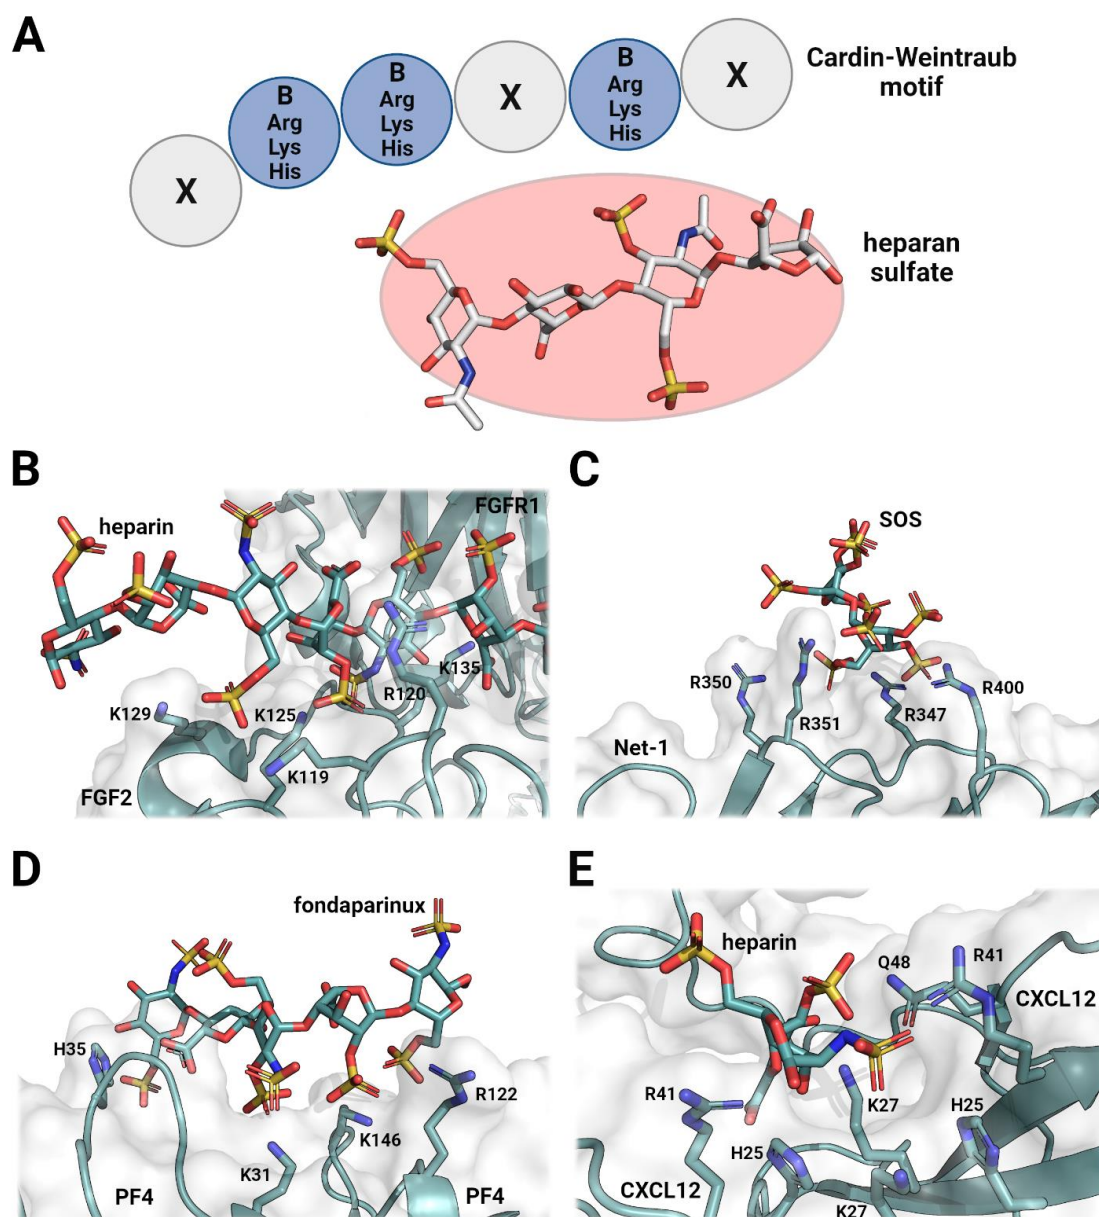 A
X
B
Arg
Lys
His
B
Arg
Lys
His
X
B
Arg
Lys
His
X
Cardin-Weintraub
motif
heparan
sulfate
B
heparin
FGFR1
K135
R120
K129
K125
K119
FGF2
C
SOS
R350
R351
R347
R400
Net-1
D
fondaparinux
H35
R122
K146
K31
PF4
PF4
E
heparin
Q48
R41
CXCL12
R41
K27
H25
H25
CXCL12
K27